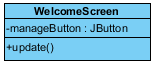 WelcomeScreen
-manageButton : JButton
+update()